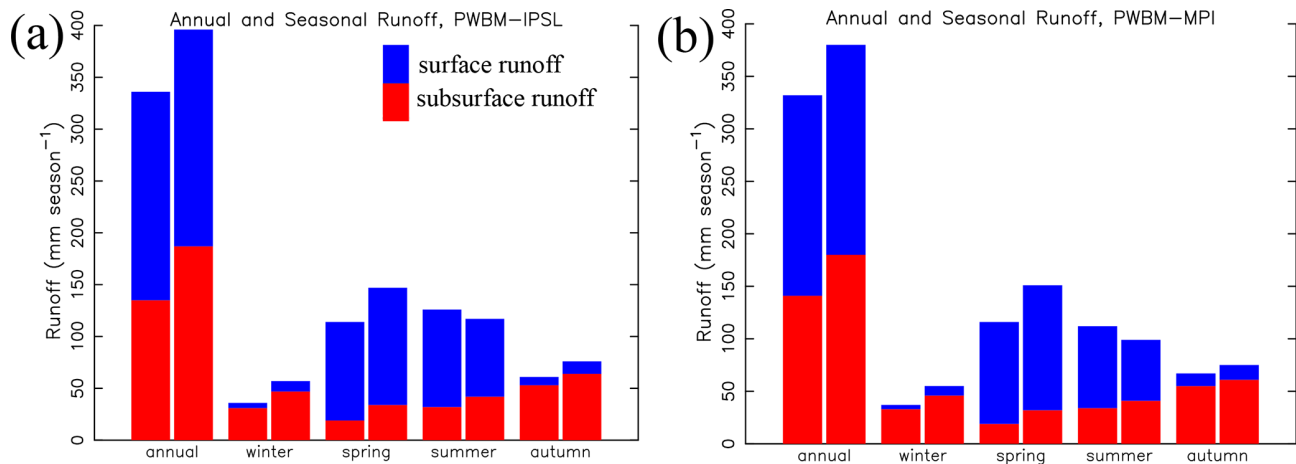 (a)
Annual and Seasonal Runoff, PWBM−IPSL
surface runoff
subsurface runoff
Runoff (mm season⁻¹)
400
350
300
250
200
150
100
50
0
annual winter spring summer autumn
(b)
Annual and Seasonal Runoff, PWBM−MPI
Runoff (mm season⁻¹)
400
350
300
250
200
150
100
50
0
annual winter spring summer autumn